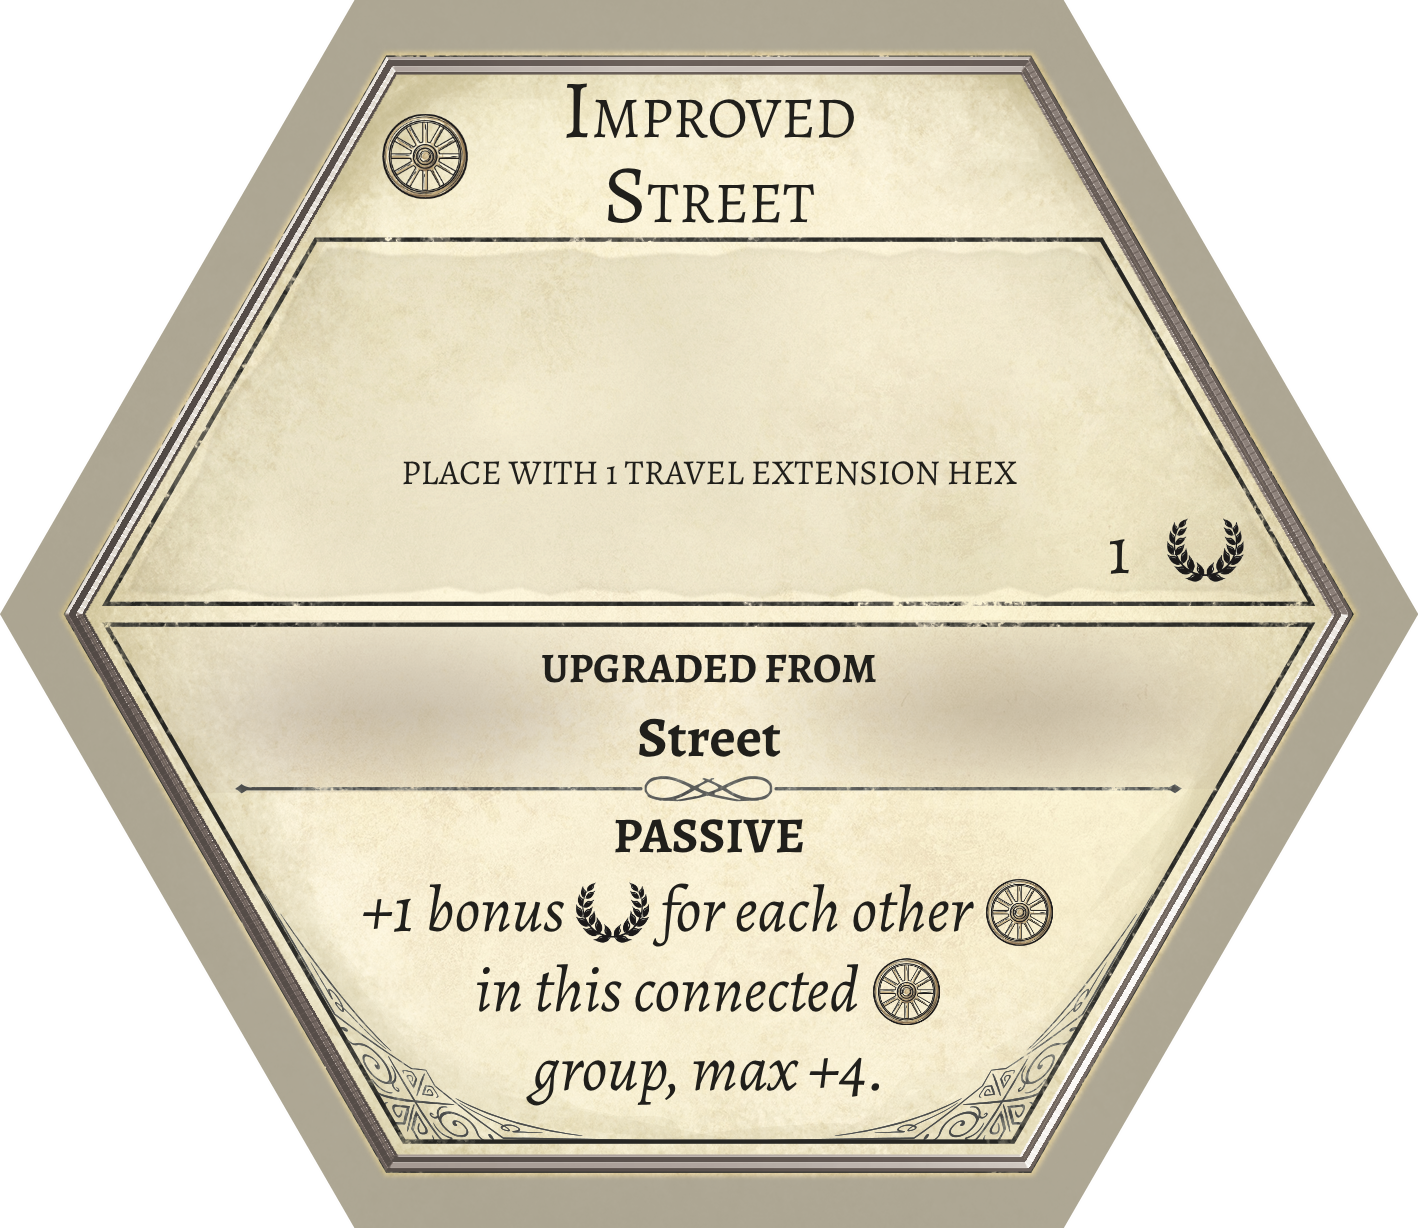 Improved
Street
PLACE WITH 1 TRAVEL EXTENSION HEX
1
UPGRADED FROM
Street
PASSIVE
+1 bonus for each other
in this connected
group, max +4.